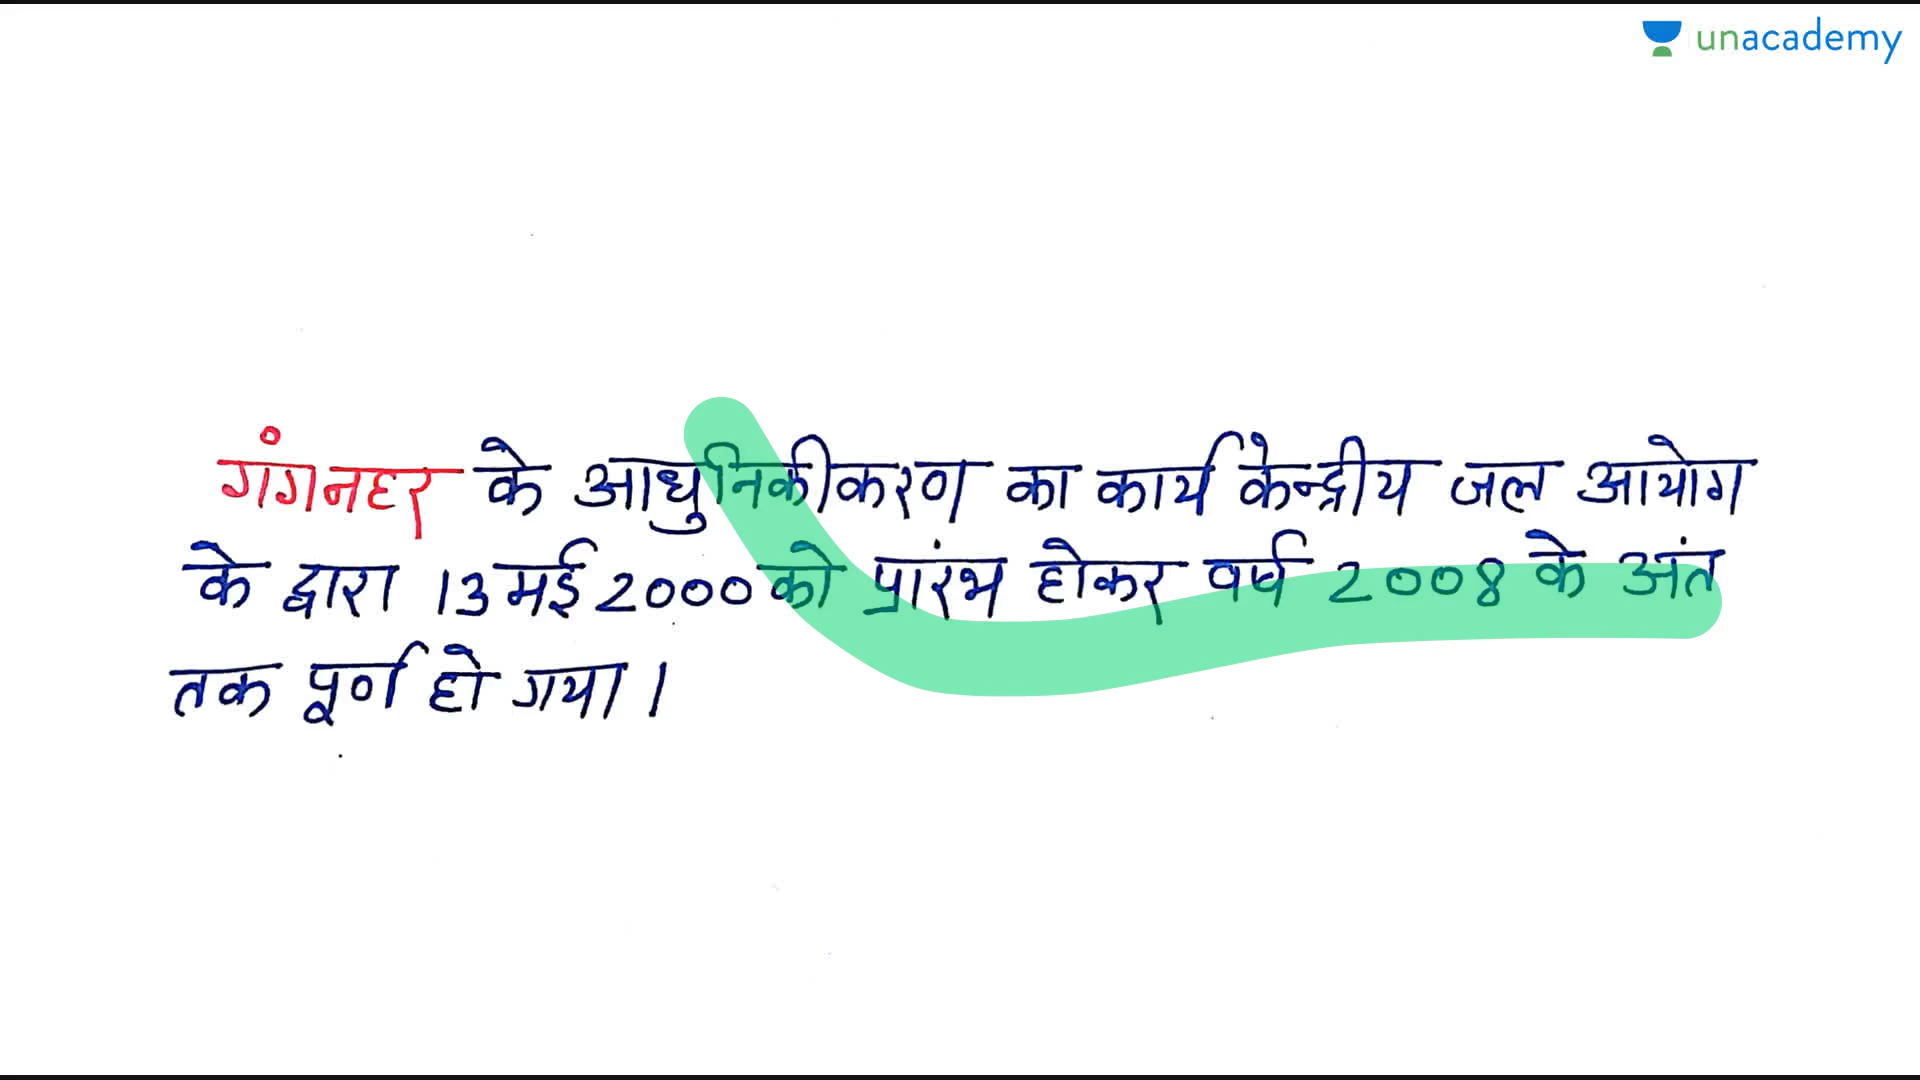 unacademy
गंगनहर के आधुनिकीकरण का कार्य केन्द्रीय जल आयोग
के द्वारा 13 मई 2000 को प्रारंभ होकर वर्ष 2008 के अंत
तक पूर्ण हो गया।